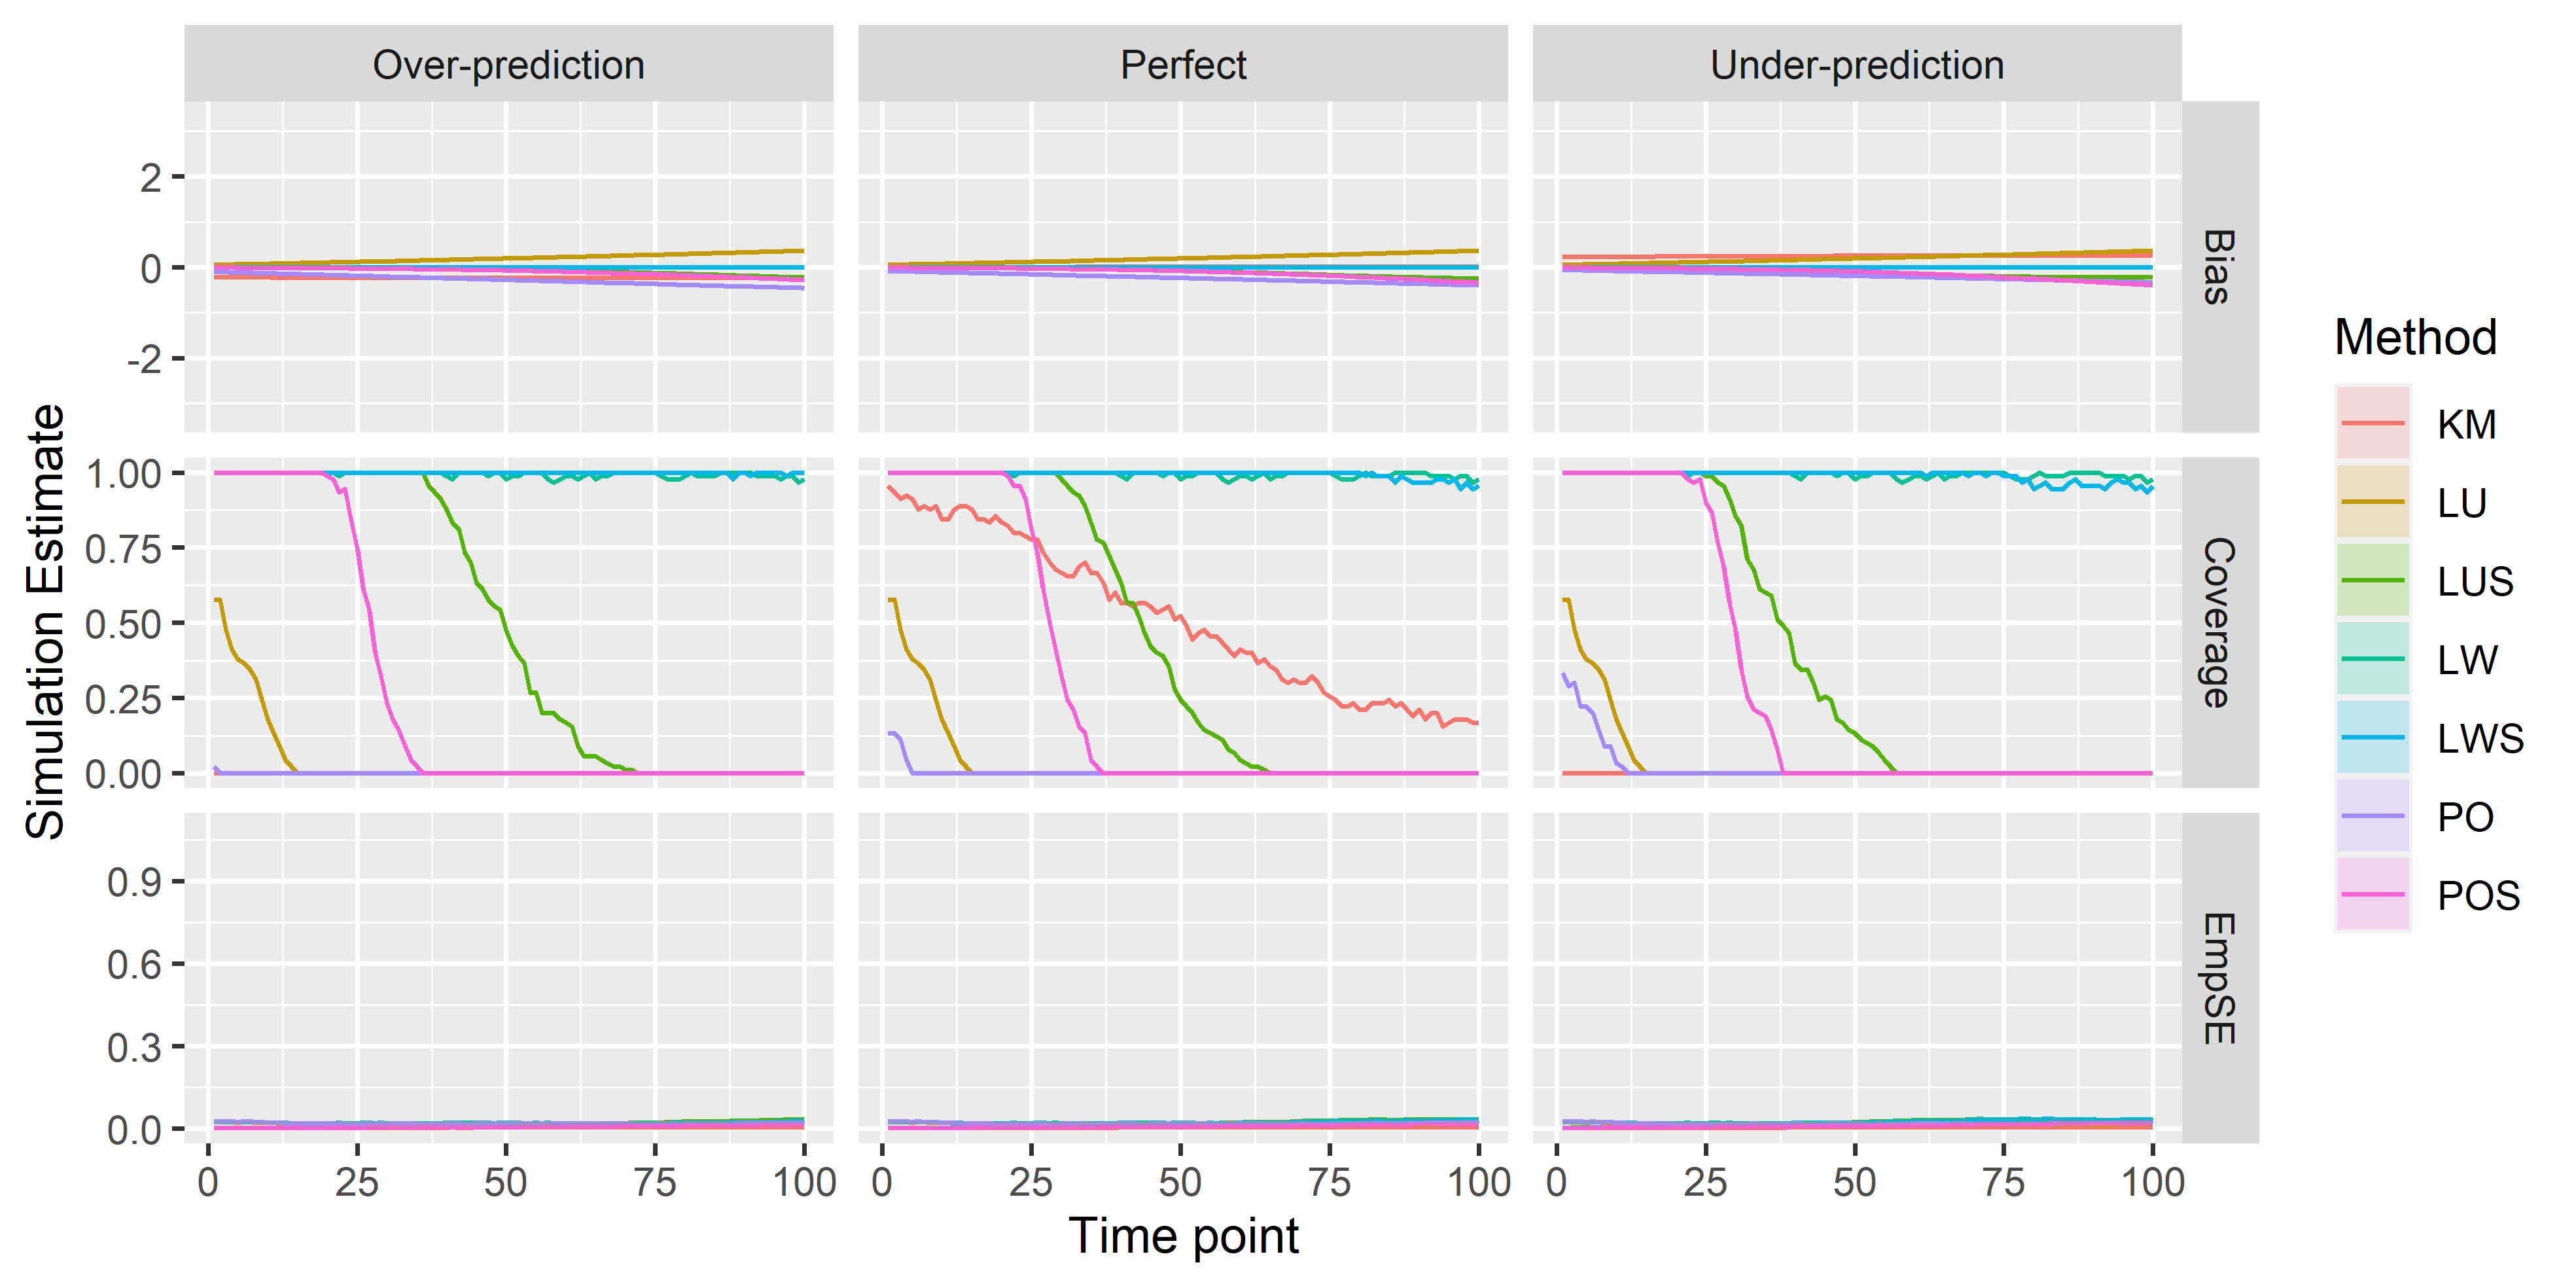 Over-prediction
Perfect
Under-prediction
2
0
-2
Bias
1.00
0.75
0.50
0.25
0.00
Coverage
0.9
0.6
0.3
0.0
EmpSE
0
25
50
75
100
0
25
50
75
100
0
25
50
75
100
Time point
Simulation Estimate
Method
KM
LU
LUS
LW
LWS
PO
POS